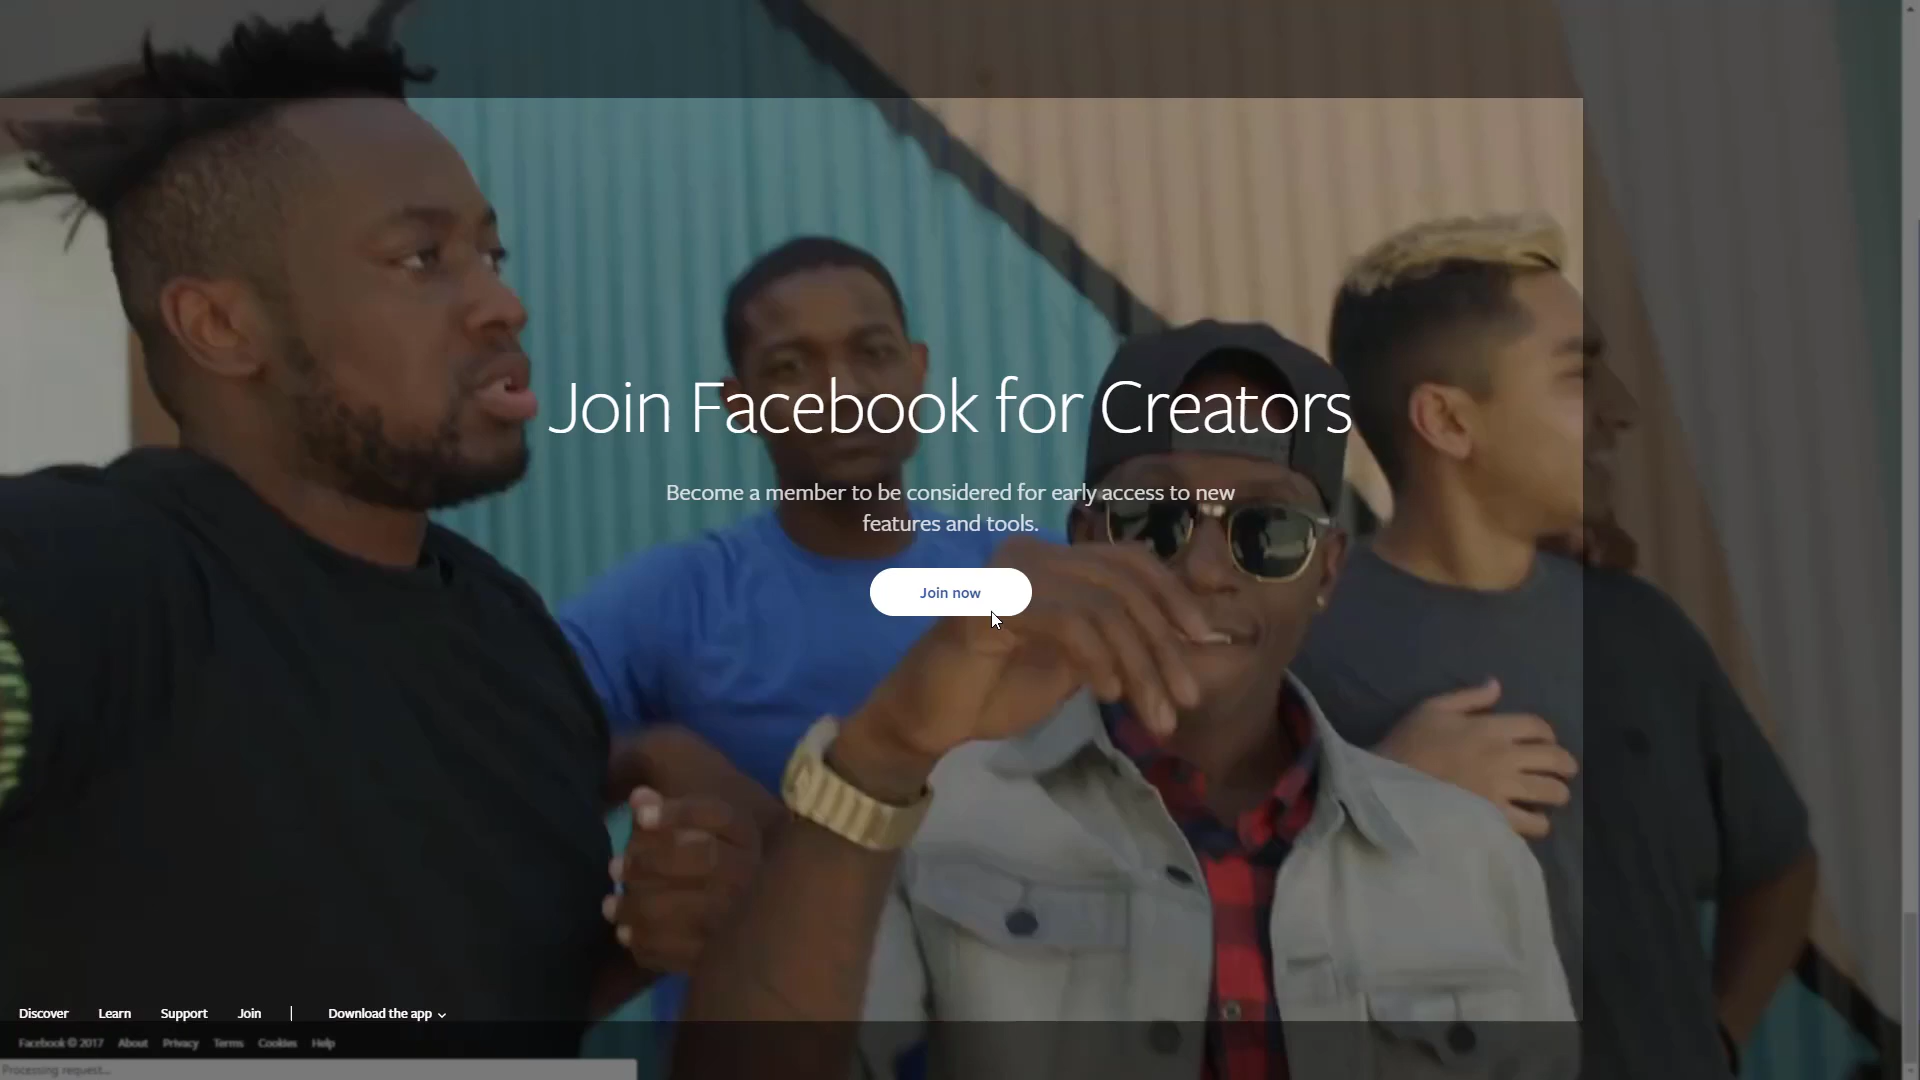 Join Facebook for Creators
Become a member to be considered for early access to new
features and tools.
Join now
Discover Learn Support Join | Download the app
Facebook © 2017 About Privacy Terms Cookies Help
Processing request...